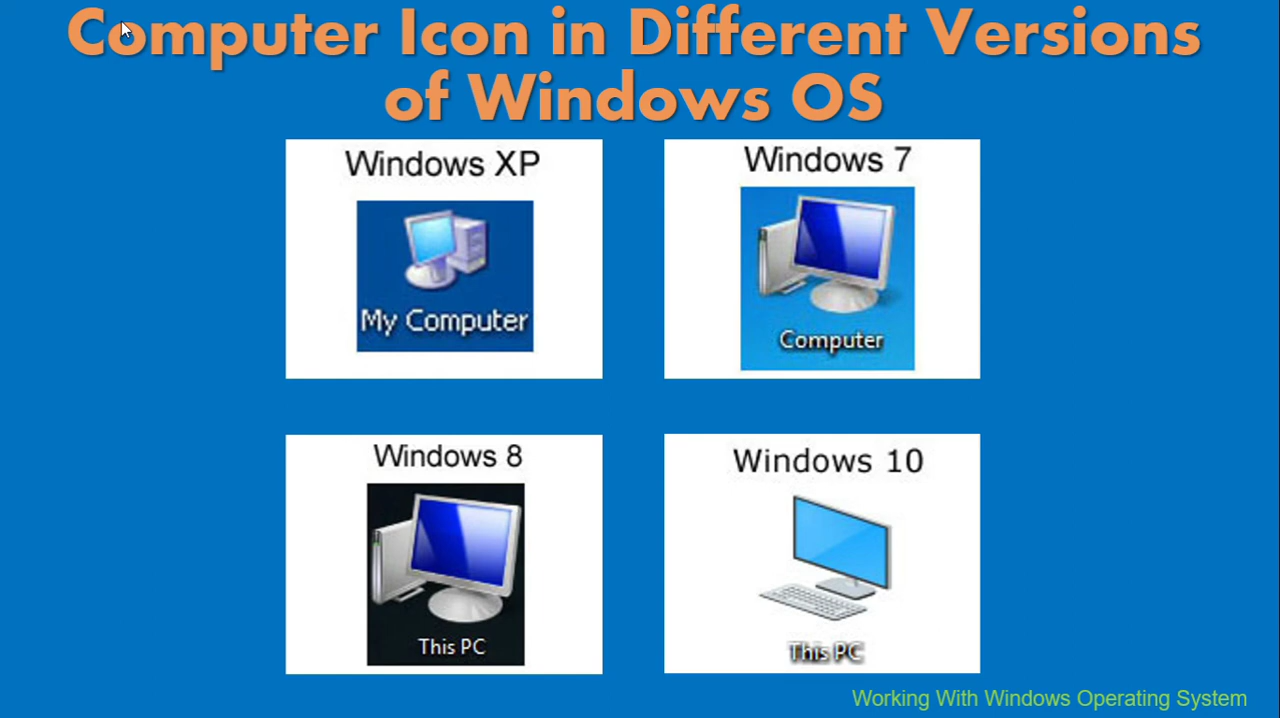 Computer Icon in Different Versions
of Windows OS
Windows XP
My Computer
Windows 7
Computer
Windows 8
This PC
Windows 10
This PC
Working With Windows Operating System